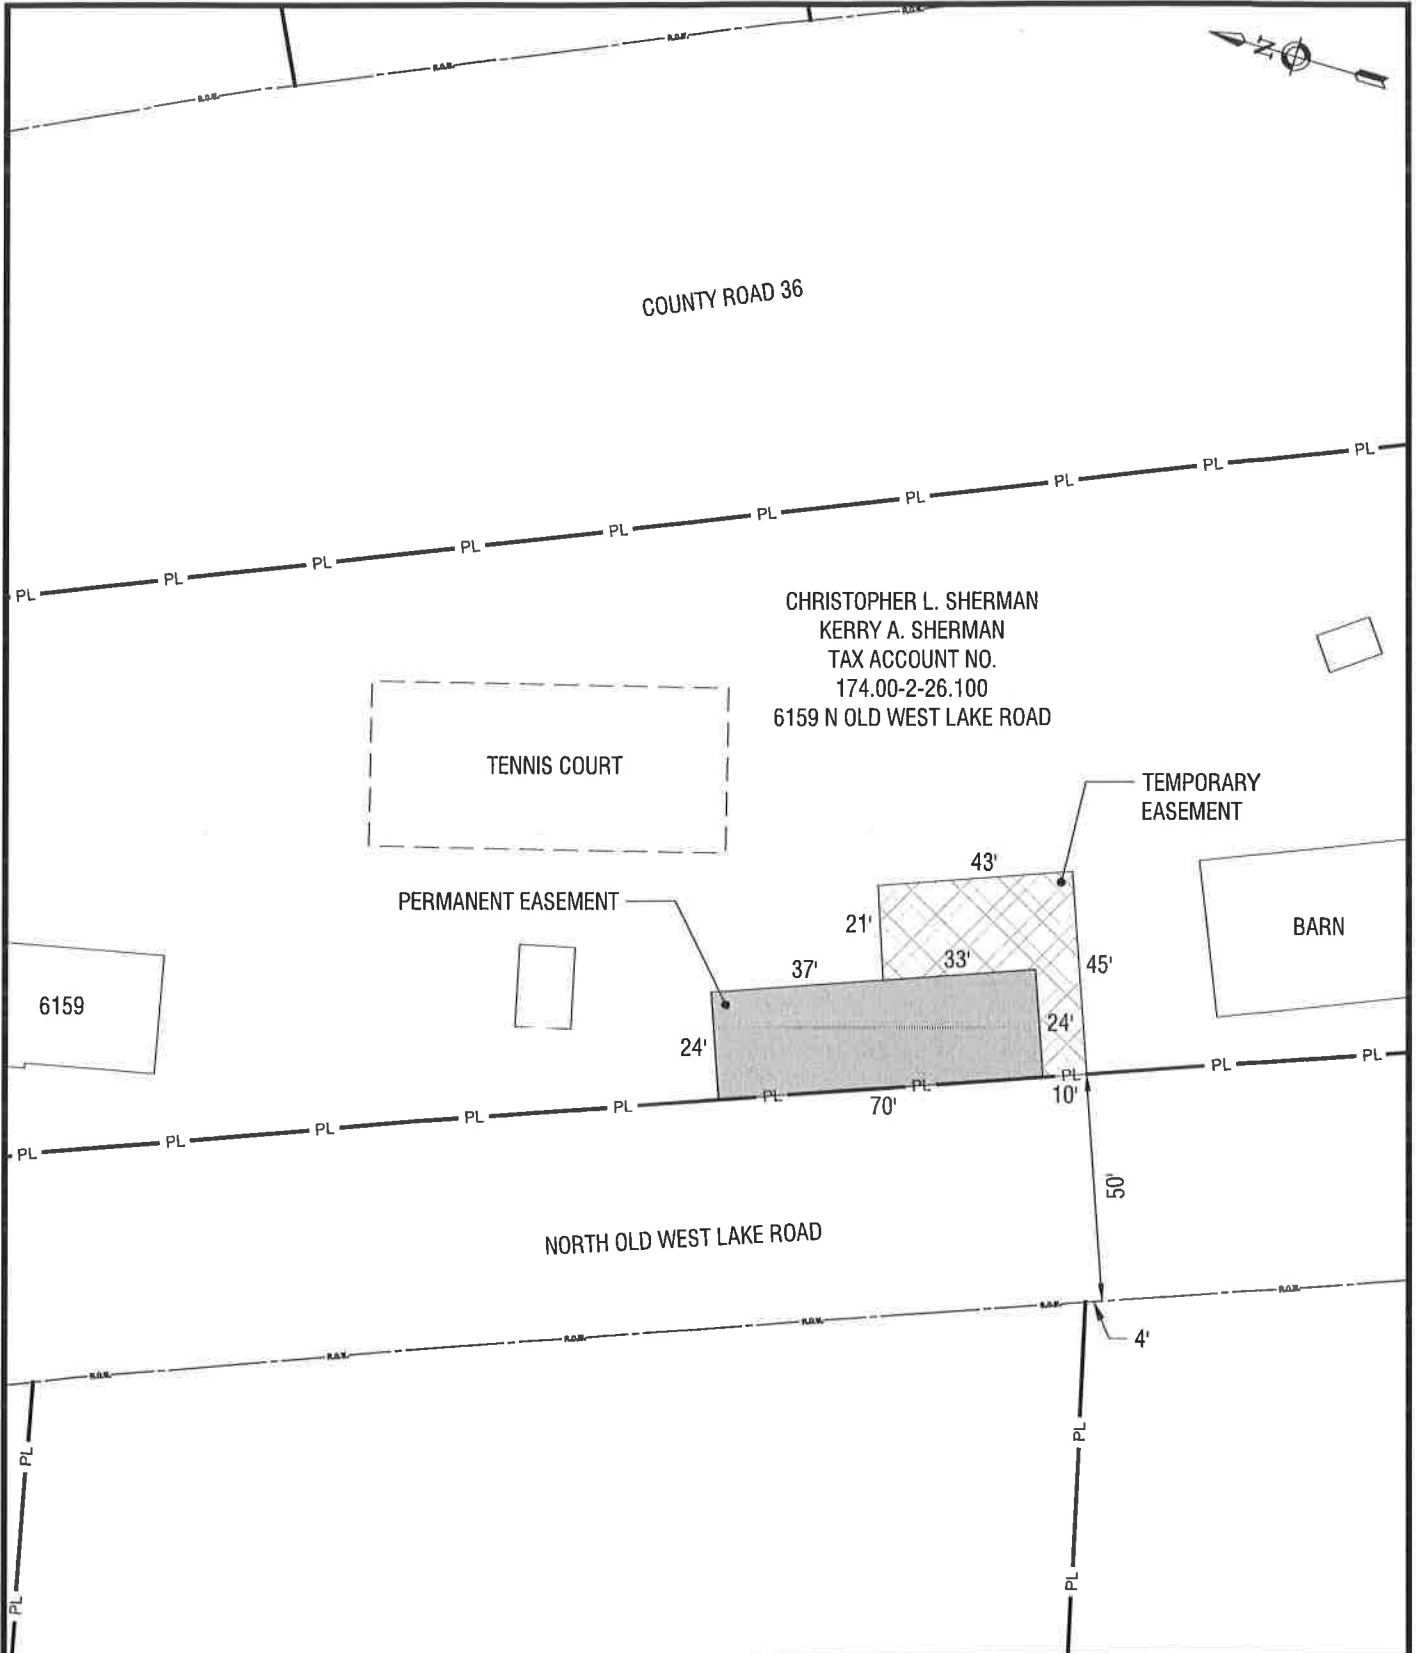 R.O.W.
R.O.W.
R.O.W.
R.O.W.
N
COUNTY ROAD 36
PL PL PL PL PL PL PL PL PL PL
CHRISTOPHER L. SHERMAN
KERRY A. SHERMAN
TAX ACCOUNT NO.
174.00-2-26.100
6159 N OLD WEST LAKE ROAD
TENNIS COURT
TEMPORARY
EASEMENT
43'
PERMANENT EASEMENT
21'
BARN
37'
33'
45'
6159
24'
24'
PL PL PL PL PL PL PL PL PL PL
70'
10'
50'
NORTH OLD WEST LAKE ROAD
R.O.W. R.O.W. R.O.W. R.O.W. R.O.W. R.O.W.
4'
PL
PL
PL
PL